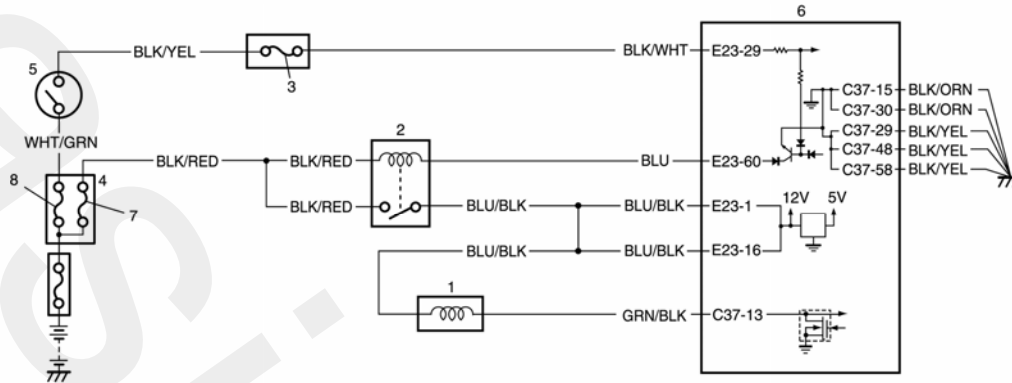 6
BLK/YEL
BLK/WHT
E23-29
5
3
C37-15
BLK/ORN
C37-30
BLK/ORN
2
C37-29
BLK/YEL
WHT/GRN
C37-48
BLK/YEL
BLK/RED
BLK/RED
BLU
E23-60
C37-58
BLK/YEL
8
4
7
12V
5V
BLK/RED
BLU/BLK
BLU/BLK
E23-1
BLU/BLK
BLU/BLK
E23-16
1
GRN/BLK
C37-13